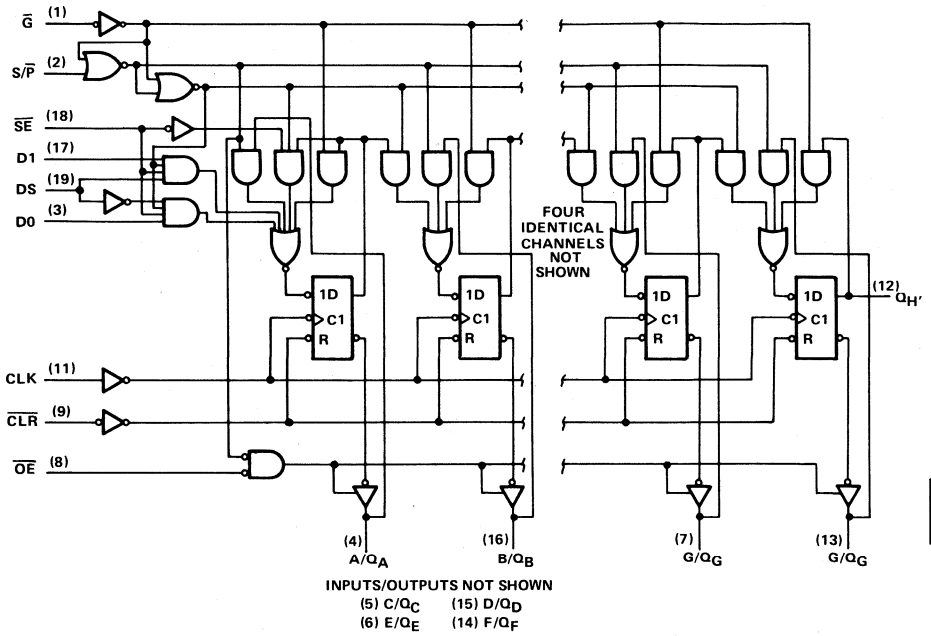 G̅ (1)
S/P̅ (2)
S̅E̅ (18)
D1 (17)
DS (19)
D0 (3)
FOUR
IDENTICAL
CHANNELS
NOT
SHOWN
1D
C1
R
1D
C1
R
1D
C1
R
1D
C1
R
(12)
QH'
CLK (11)
C̅L̅R̅ (9)
O̅E̅ (8)
(4)
A/QA
(16)
B/QB
(7)
G/QG
(13)
G/QG
INPUTS/OUTPUTS NOT SHOWN
(5) C/QC (15) D/QD
(6) E/QE (14) F/QF